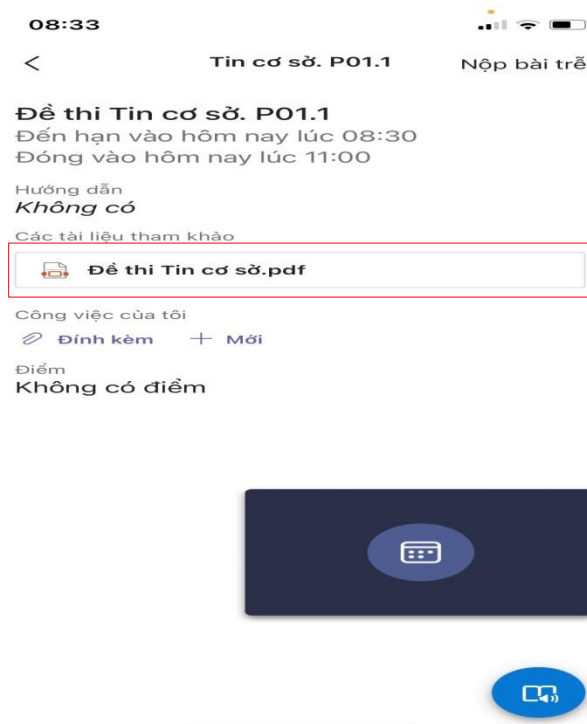 08:33
Tin cơ sở. P01.1
Nộp bài trễ
Đề thi Tin cơ sở. P01.1
Đến hạn vào hôm nay lúc 08:30
Đóng vào hôm nay lúc 11:00
Hướng dẫn
Không có
Các tài liệu tham khảo
Đề thi Tin cơ sở.pdf
Công việc của tôi
Đính kèm
Mới
Điểm
Không có điểm